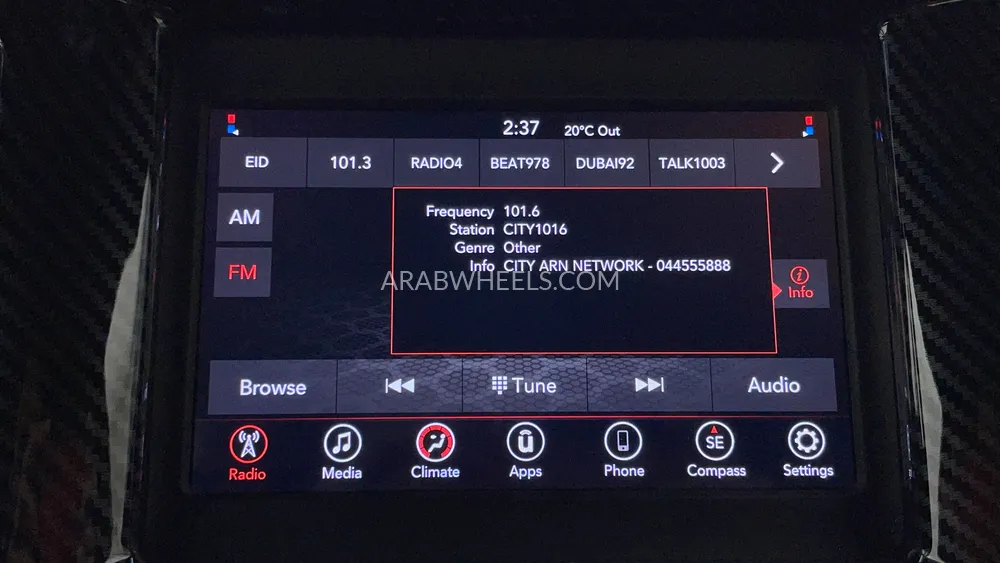 2:37 20°C Out
EID 101.3 RADIO4 BEAT978 DUBAI92 TALK1003
AM
FM
Frequency 101.6
Station CITY1016
Genre Other
Info CITY ARN NETWORK - 044555888
ARABWHEELS.COM
Info
Browse Tune Audio
SE
Radio Media Climate Apps Phone Compass Settings